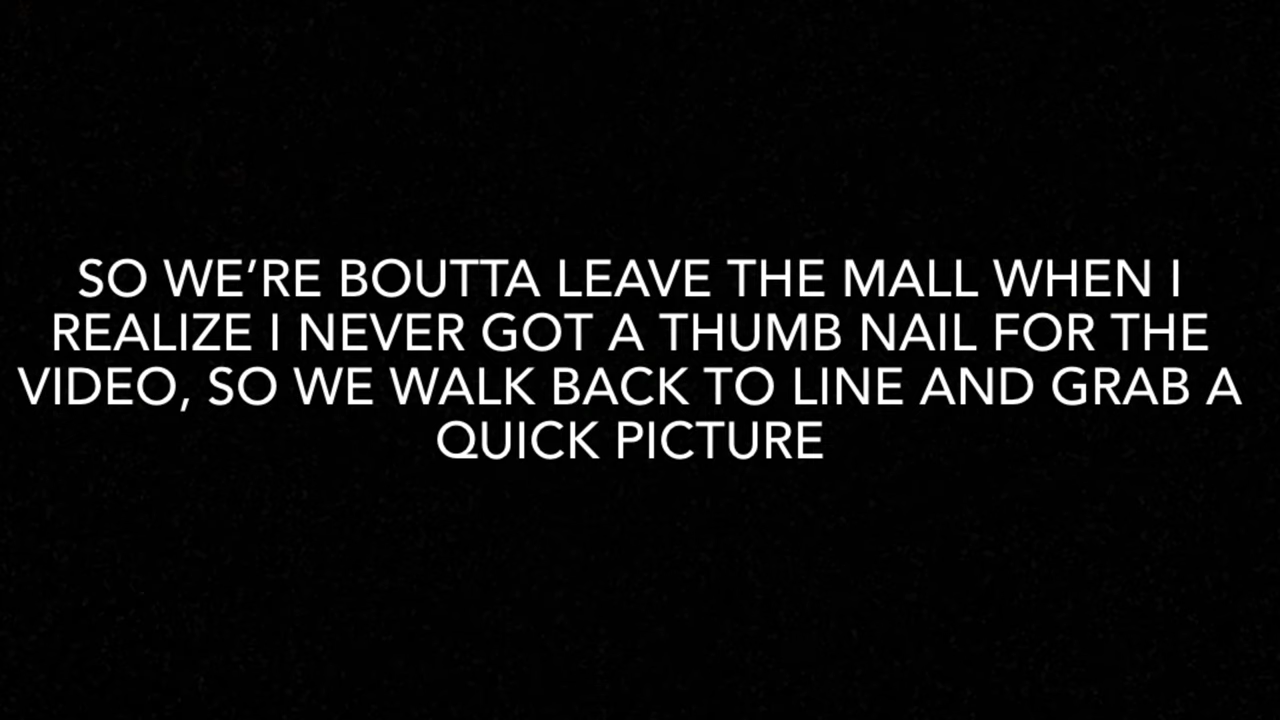 SO WE’RE BOUTTA LEAVE THE MALL WHEN I
REALIZE I NEVER GOT A THUMB NAIL FOR THE
VIDEO, SO WE WALK BACK TO LINE AND GRAB A
QUICK PICTURE